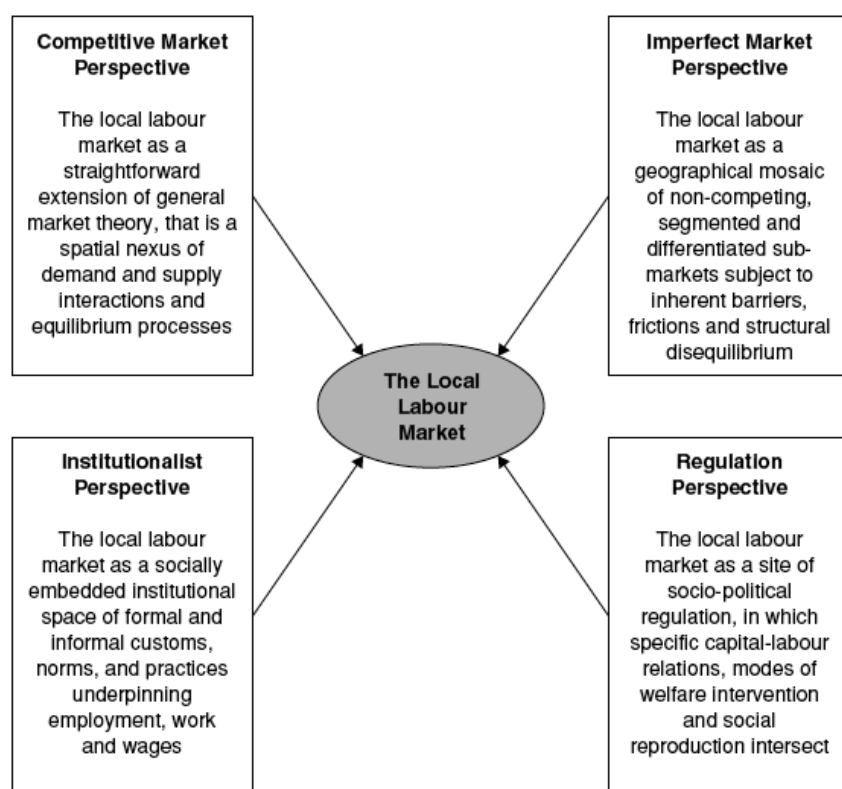 Competitive Market
Perspective
The local labour
market as a
straightforward
extension of general
market theory, that is a
spatial nexus of
demand and supply
interactions and
equilibrium processes
Imperfect Market
Perspective
The local labour
market as a
geographical mosaic
of non-competing,
segmented and
differentiated sub-
markets subject to
inherent barriers,
frictions and structural
disequilibrium
The Local
Labour
Market
Institutionalist
Perspective
The local labour
market as a socially
embedded institutional
space of formal and
informal customs,
norms, and practices
underpinning
employment, work
and wages
Regulation
Perspective
The local labour
market as a site of
socio-political
regulation, in which
specific capital-labour
relations, modes of
welfare intervention
and social
reproduction intersect